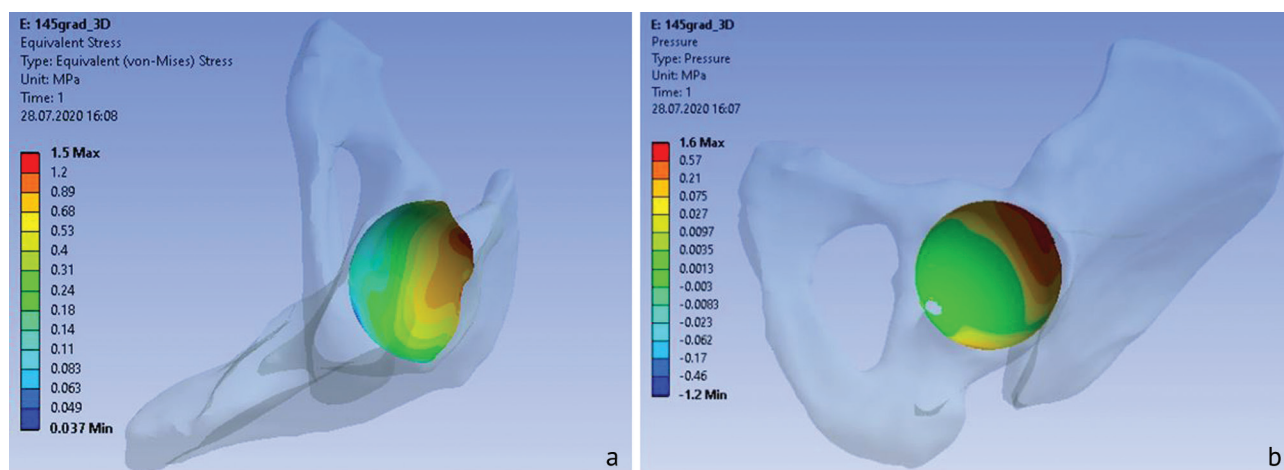 E: 145grad_3D
Equivalent Stress
Type: Equivalent (von-Mises) Stress
Unit: MPa
Time: 1
28.07.2020 16:08
1.5 Max
1.2
0.89
0.68
0.53
0.4
0.31
0.24
0.18
0.14
0.11
0.083
0.063
0.049
0.037 Min
a
E: 145grad_3D
Pressure
Type: Pressure
Unit: MPa
Time: 1
28.07.2020 16:07
1.6 Max
0.57
0.21
0.075
0.027
0.0097
0.0035
0.0013
-0.003
-0.0083
-0.023
-0.062
-0.17
-0.46
-1.2 Min
b